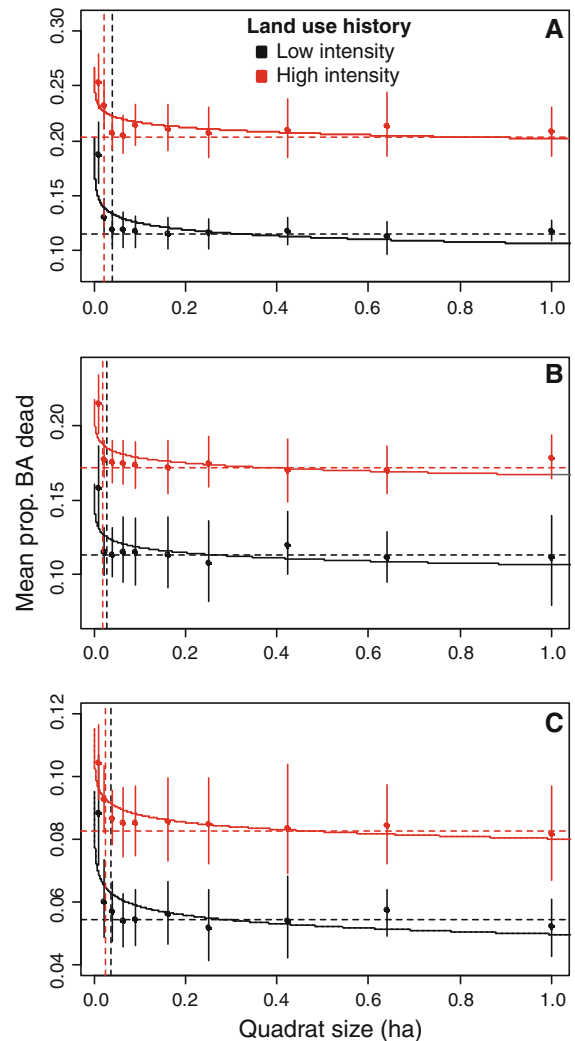 Land use history
Low intensity
High intensity
A
0.30
0.25
0.20
0.15
0.10
0.0 0.2 0.4 0.6 0.8 1.0
B
0.20
0.15
0.10
0.0 0.2 0.4 0.6 0.8 1.0
Mean prop. BA dead
C
0.12
0.10
0.08
0.06
0.04
0.0 0.2 0.4 0.6 0.8 1.0
Quadrat size (ha)